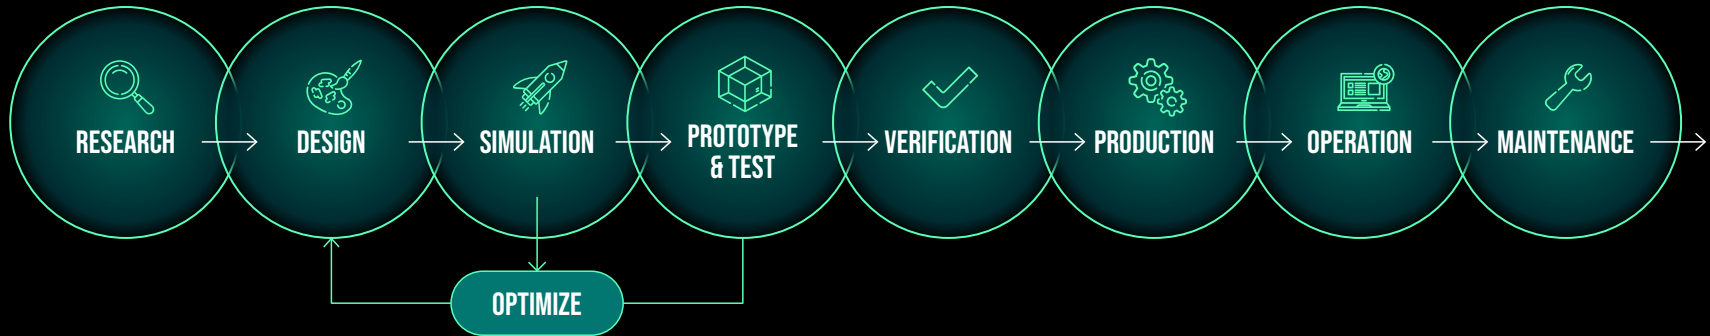 RESEARCH
DESIGN
SIMULATION
PROTOTYPE
& TEST
VERIFICATION
PRODUCTION
OPERATION
MAINTENANCE
OPTIMIZE